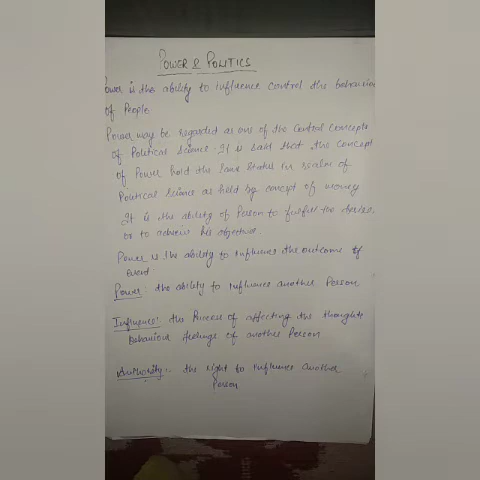 POWER & POLITICS
Power is the ability to influence control the behaviour
of People
Power may be regarded as one of the Central Concepts
of Political Science. It is said that the concept
of Power hold the same status in realm of
Political Science as held by concept of money
It is the ability of Person to fulfill his desires,
or to achieve his objective
Power is the ability to influence the outcome of
event
Power: the ability to influence another Person
Influence:. the Process of affecting the thoughts
behaviour feelings of another Person
Authority:. the right to influence another
Person